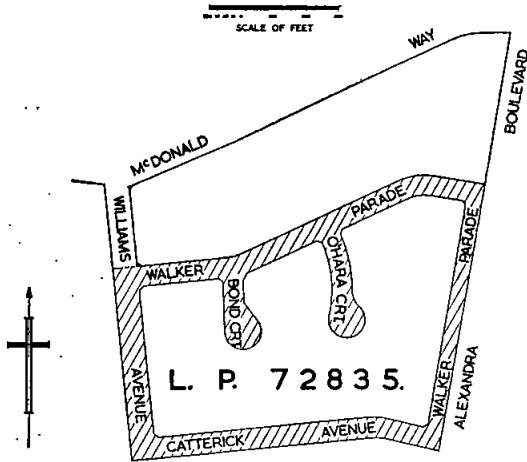 SCALE OF FEET
McDONALD WAY
BOULEVARD
WILLIAMS
WALKER PARADE
BOND CRT.
O'HARA CRT.
PARADE
L. P. 72835.
WALKER
ALEXANDRA
AVENUE
CATTERICK AVENUE